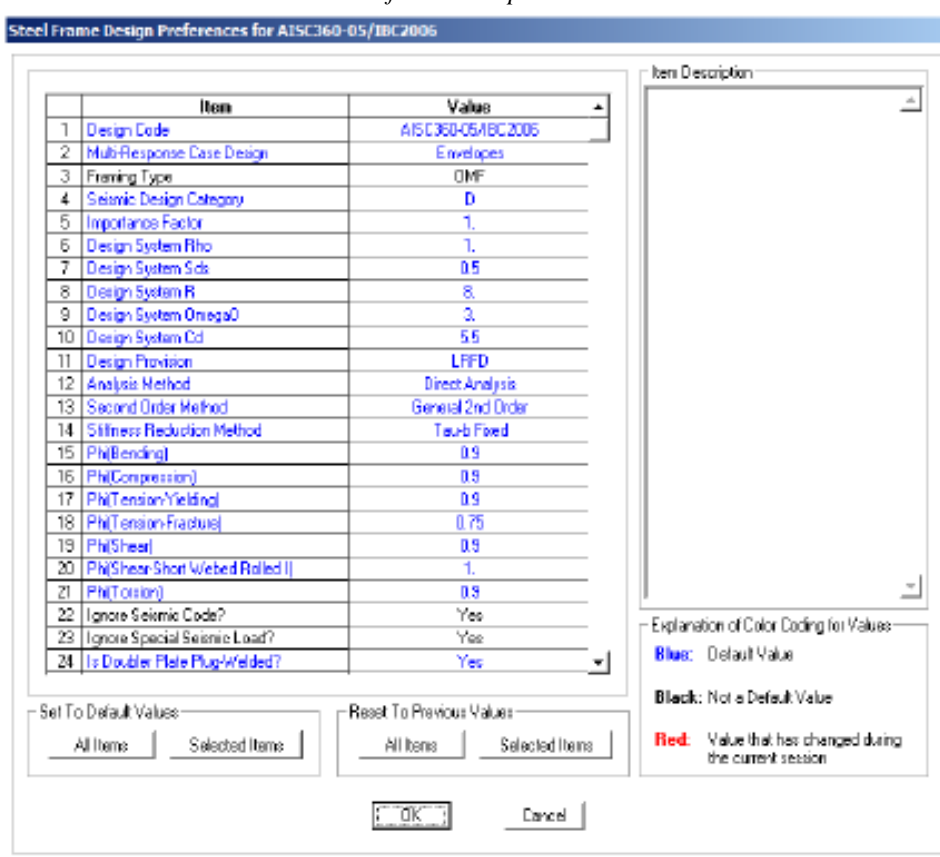 Steel Frame Design Preferences for AISC360-05/IBC2006
Item Value
1 Design Code AISC360-05/IBC2006
2 Multi-Response Case Design Envelopes
3 Framing Type OMF
4 Seismic Design Category D
5 Importance Factor 1.
6 Design System Rho 1.
7 Design System Sds 0.5
8 Design System R 8.
9 Design System Omega0 3.
10 Design System Cd 5.5
11 Design Provision LRFD
12 Analysis Method Direct Analysis
13 Second Order Method General 2nd Order
14 Stiffness Reduction Method Tau-b Fixed
15 Phi(Bending) 0.9
16 Phi(Compression) 0.9
17 Phi(Tension-Yielding) 0.9
18 Phi(Tension-Fracture) 0.75
19 Phi(Shear) 0.9
20 Phi(Shear-Short Webed Rolled I) 1.
21 Phi(Torsion) 0.9
22 Ignore Seismic Code? Yes
23 Ignore Special Seismic Load? Yes
24 Is Doubler Plate Plug-Welded? Yes
Item Description
Explanation of Color Coding for Values
Blue: Default Value
Black: Not a Default Value
Red: Value that has changed during
the current session
Set To Default Values
All Items Selected Items
Reset To Previous Values
All Items Selected Items
OK Cancel